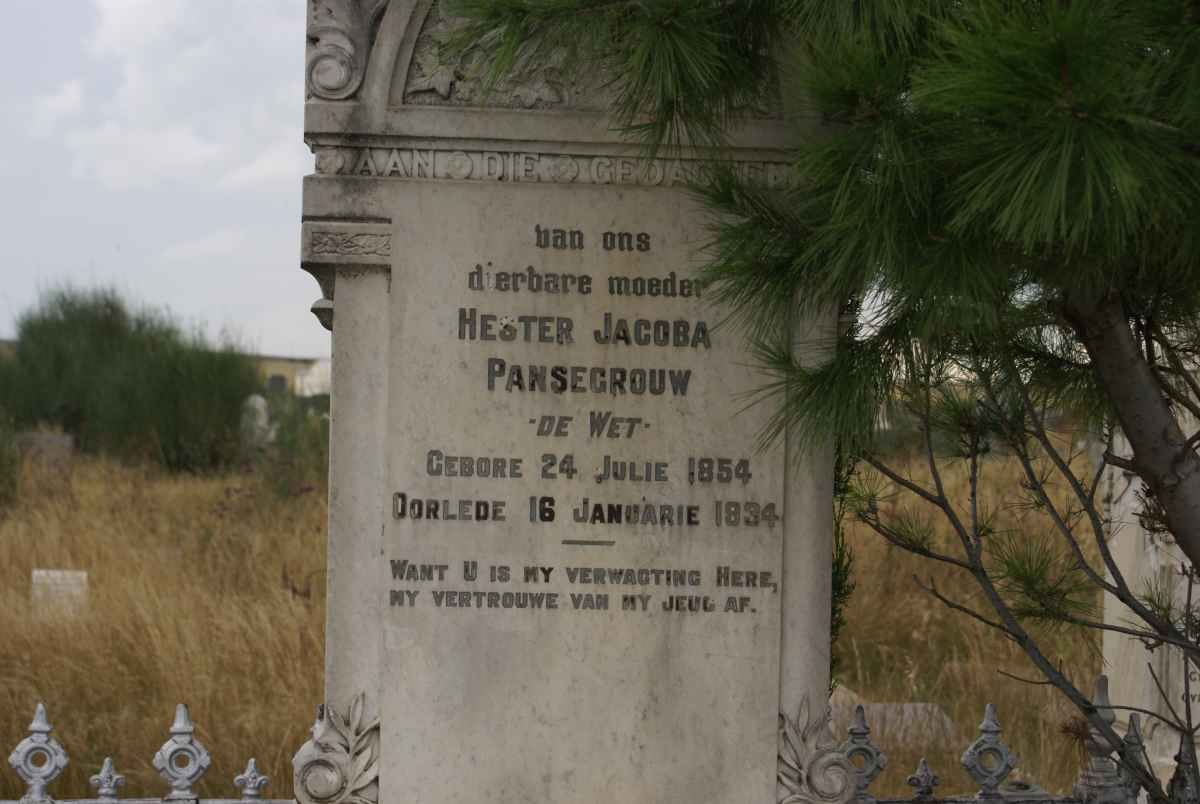 AAN DIE GEDAGTENIS
van ons
dierbare moeder
HESTER JACOBA
PANSEGROUW
-DE WET-
GEBORE 24 JULIE 1854
OORLEDE 16 JANUARIE 1934
WANT U IS MY VERWAGTING HERE,
MY VERTROUWE VAN MY JEUG AF.